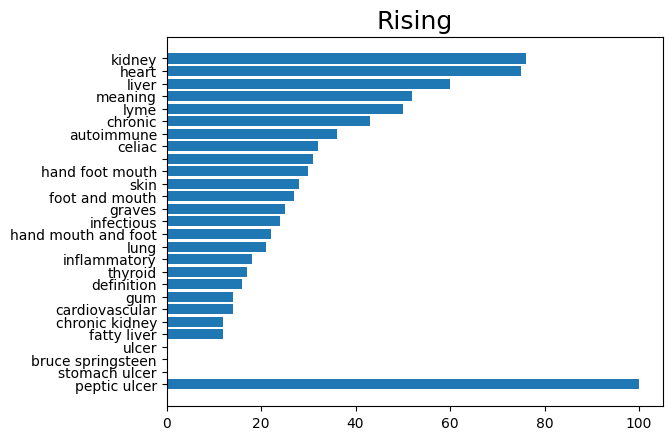 Rising
kidney
heart
liver
meaning
lyme
chronic
autoimmune
celiac
hand foot mouth
skin
foot and mouth
graves
infectious
hand mouth and foot
lung
inflammatory
thyroid
definition
gum
cardiovascular
chronic kidney
fatty liver
ulcer
bruce springsteen
stomach ulcer
peptic ulcer
0 20 40 60 80 100